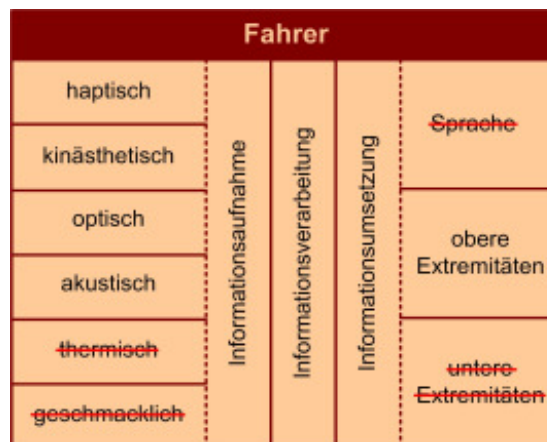 Fahrer
haptisch
kinästhetisch
optisch
akustisch
thermisch
geschmacklich
Informationsaufnahme
Informationsverarbeitung
Informationsumsetzung
Sprache
obere
Extremitäten
untere
Extremitäten